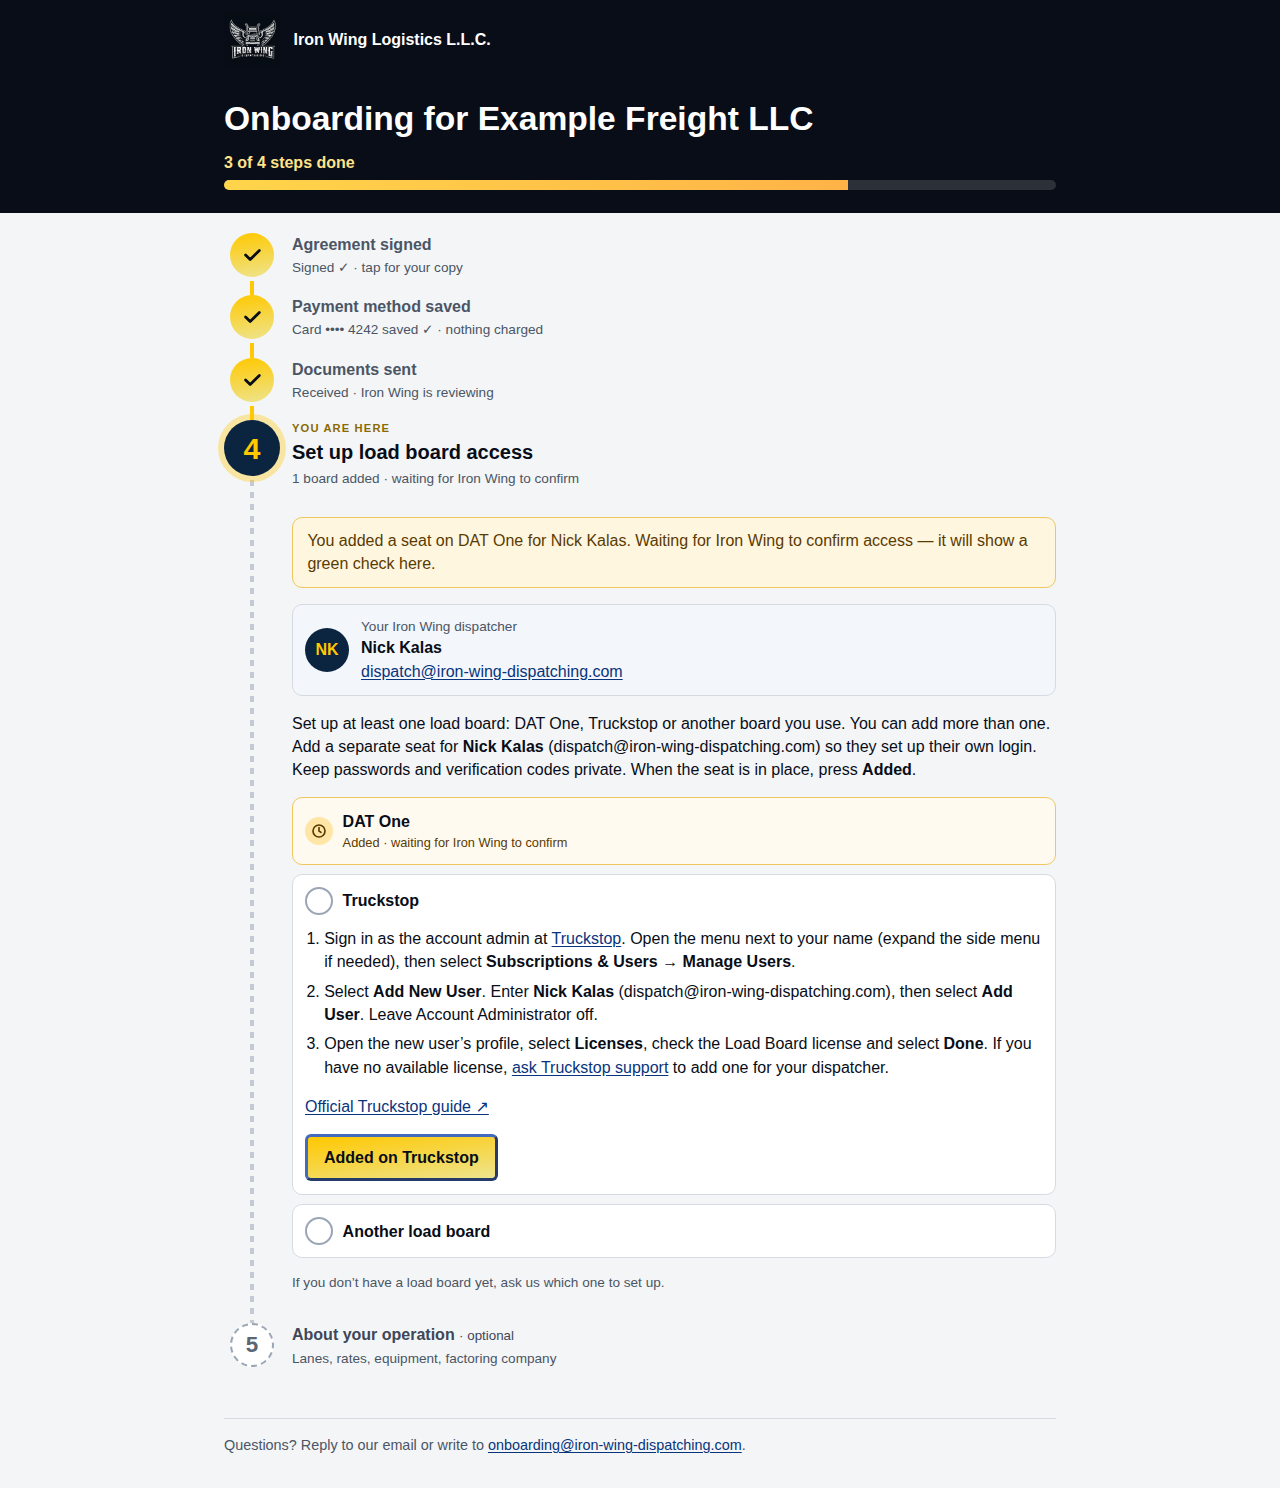 IRON WING
Iron Wing Logistics L.L.C.
Onboarding for Example Freight LLC
3 of 4 steps done
Agreement signed
Signed ✓ · tap for your copy
Payment method saved
Card •••• 4242 saved ✓ · nothing charged
Documents sent
Received · Iron Wing is reviewing
4
YOU ARE HERE
Set up load board access
1 board added · waiting for Iron Wing to confirm
You added a seat on DAT One for Nick Kalas. Waiting for Iron Wing to confirm access — it will show a
green check here.
NK
Your Iron Wing dispatcher
Nick Kalas
dispatch@iron-wing-dispatching.com
Set up at least one load board: DAT One, Truckstop or another board you use. You can add more than one.
Add a separate seat for Nick Kalas (dispatch@iron-wing-dispatching.com) so they set up their own login.
Keep passwords and verification codes private. When the seat is in place, press Added.
DAT One
Added · waiting for Iron Wing to confirm
Truckstop
1. Sign in as the account admin at Truckstop. Open the menu next to your name (expand the side menu
if needed), then select Subscriptions & Users → Manage Users.
2. Select Add New User. Enter Nick Kalas (dispatch@iron-wing-dispatching.com), then select Add
User. Leave Account Administrator off.
3. Open the new user’s profile, select Licenses, check the Load Board license and select Done. If you
have no available license, ask Truckstop support to add one for your dispatcher.
Official Truckstop guide ↗
Added on Truckstop
Another load board
If you don’t have a load board yet, ask us which one to set up.
5
About your operation · optional
Lanes, rates, equipment, factoring company
Questions? Reply to our email or write to onboarding@iron-wing-dispatching.com.